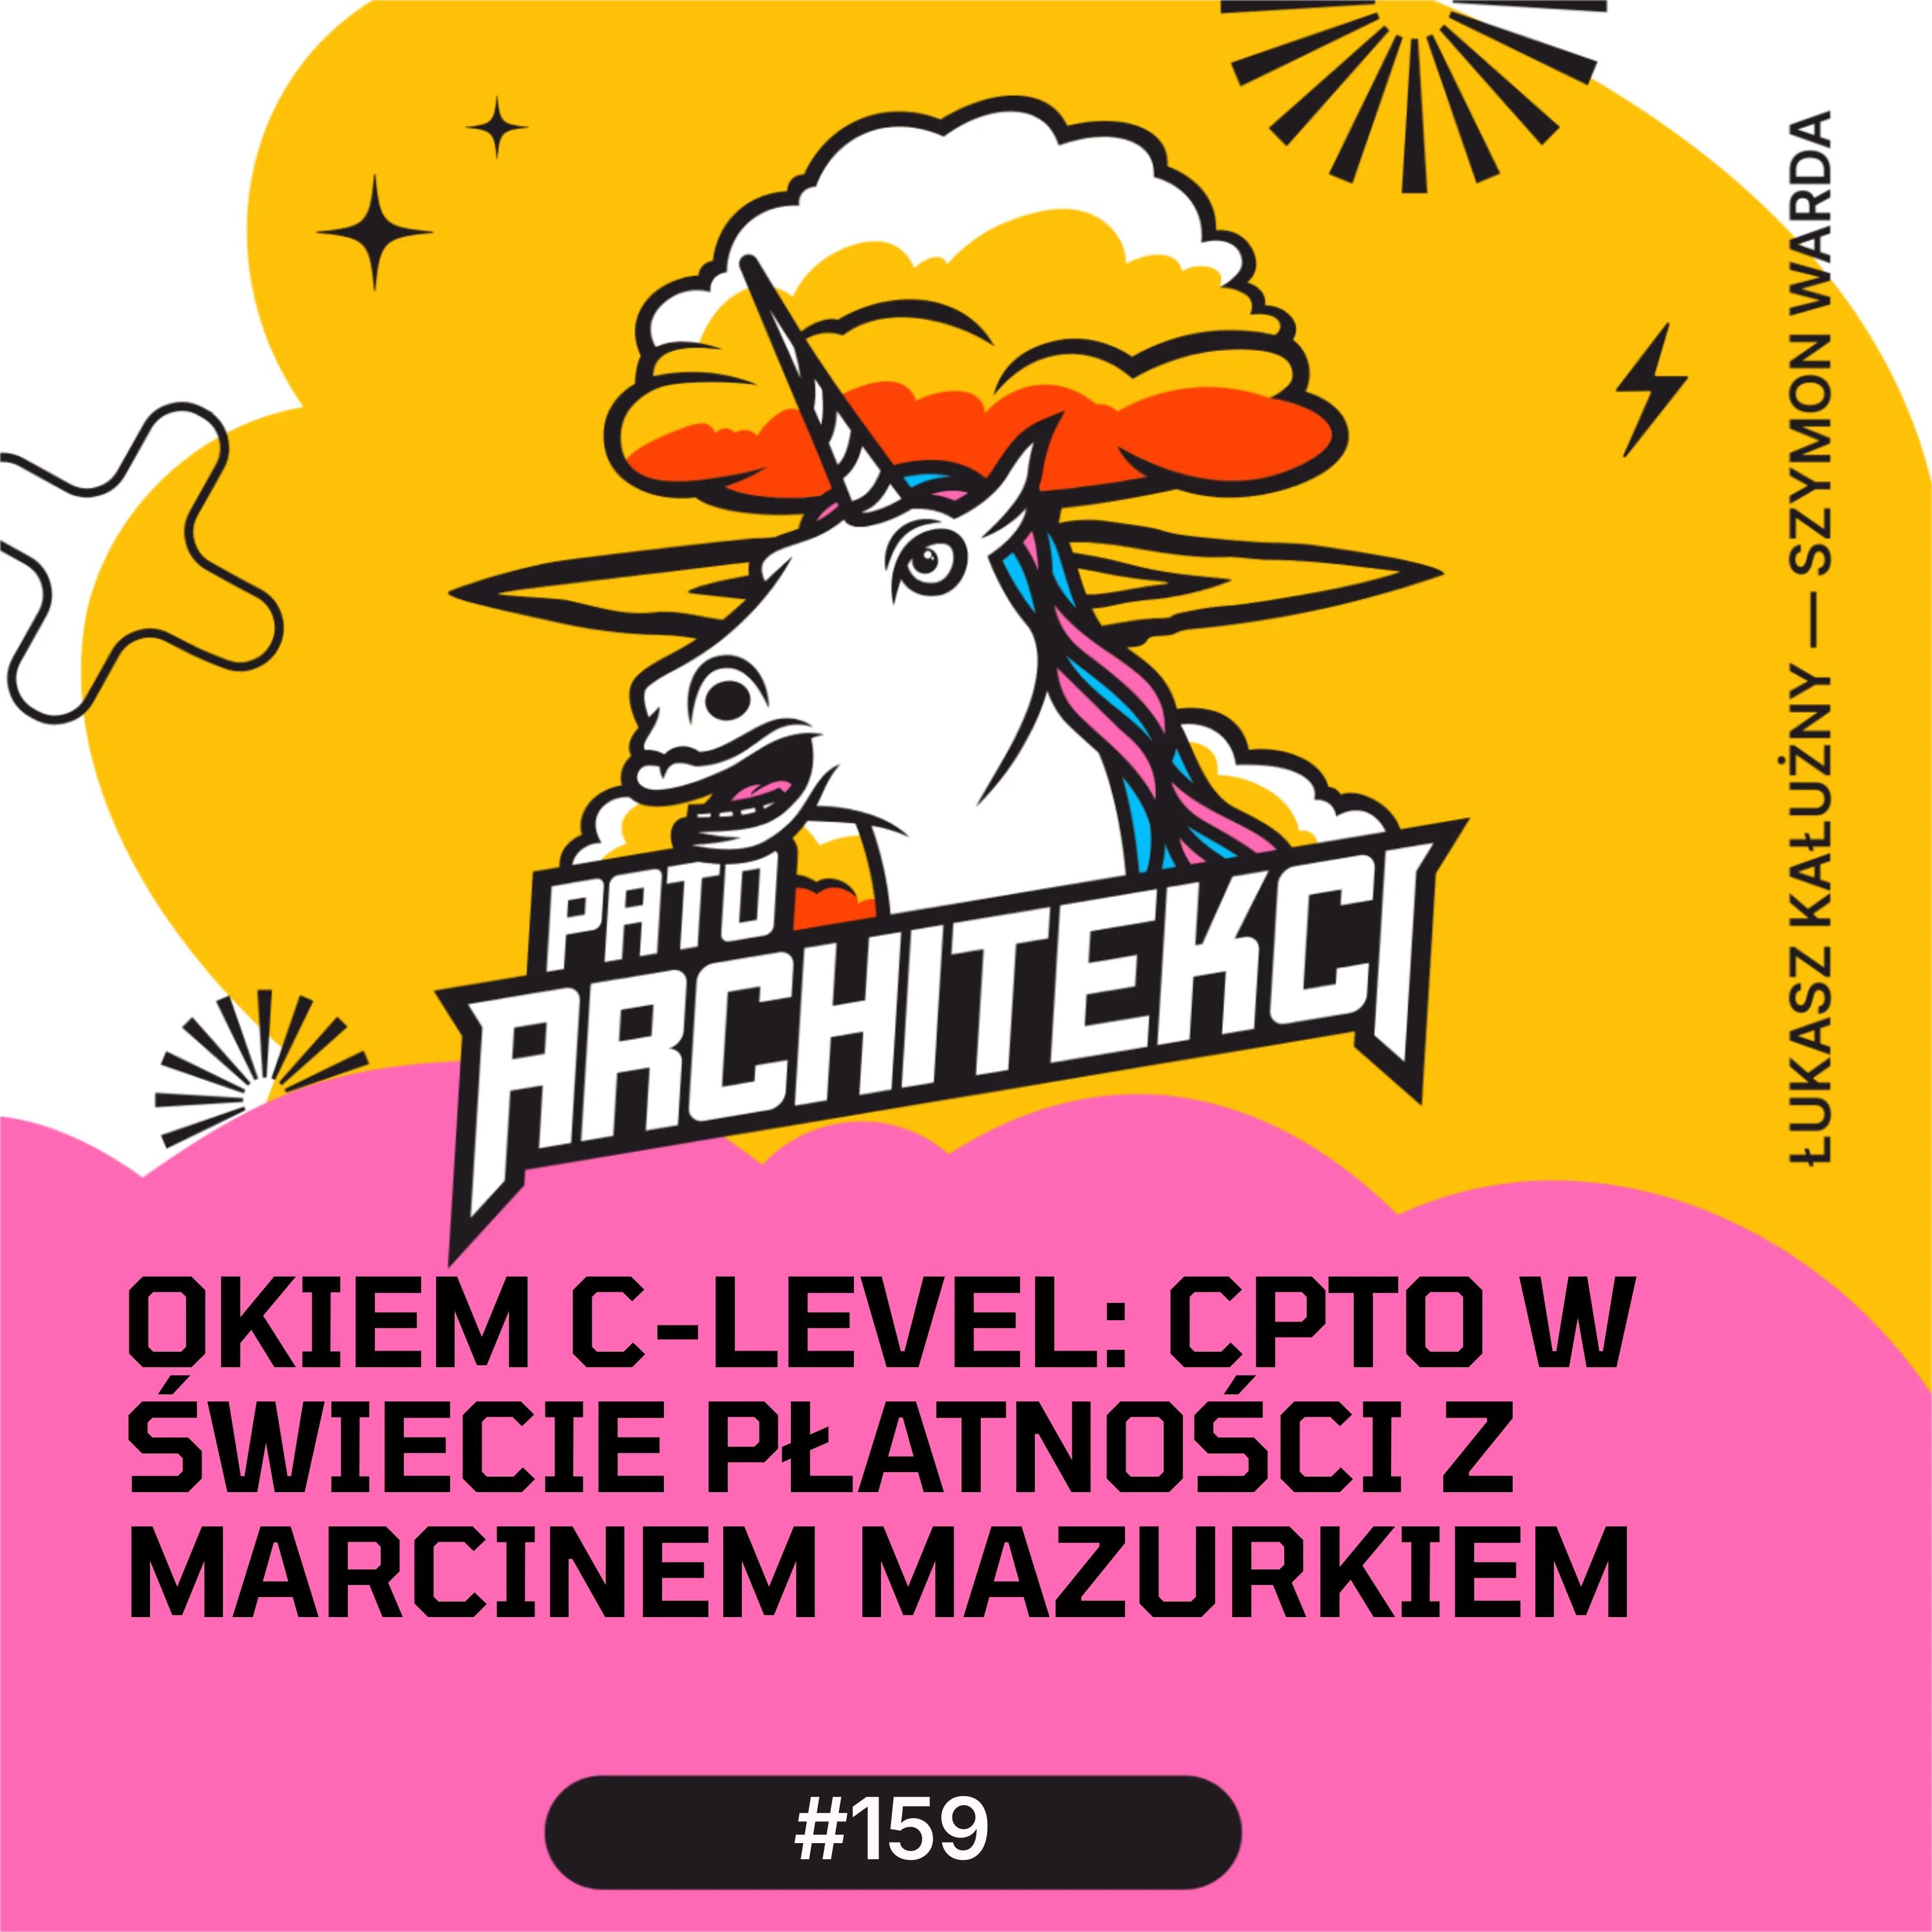 ŁUKASZ KAŁUŻNY — SZYMON WARDA
PATO
ARCHITEKCI
OKIEM C-LEVEL: CPTO W
ŚWIECIE PŁATNOŚCI Z
MARCINEM MAZURKIEM
#159